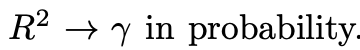 R² → γ in probability.